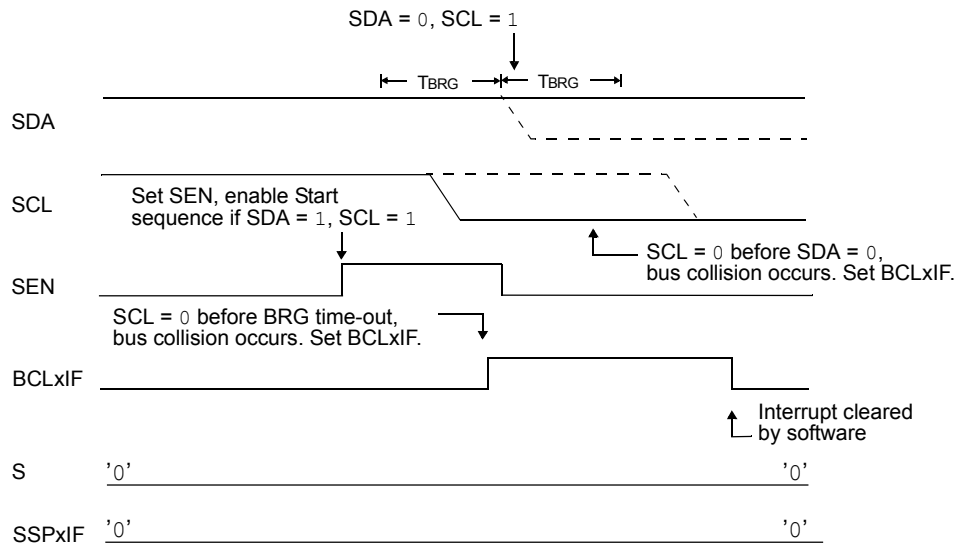 SDA = 0, SCL = 1
TBRG TBRG
SDA
SCL
Set SEN, enable Start
sequence if SDA = 1, SCL = 1
SCL = 0 before SDA = 0,
bus collision occurs. Set BCLxIF.
SEN
SCL = 0 before BRG time-out,
bus collision occurs. Set BCLxIF.
BCLxIF
Interrupt cleared
by software
S '0' '0'
SSPxIF '0' '0'